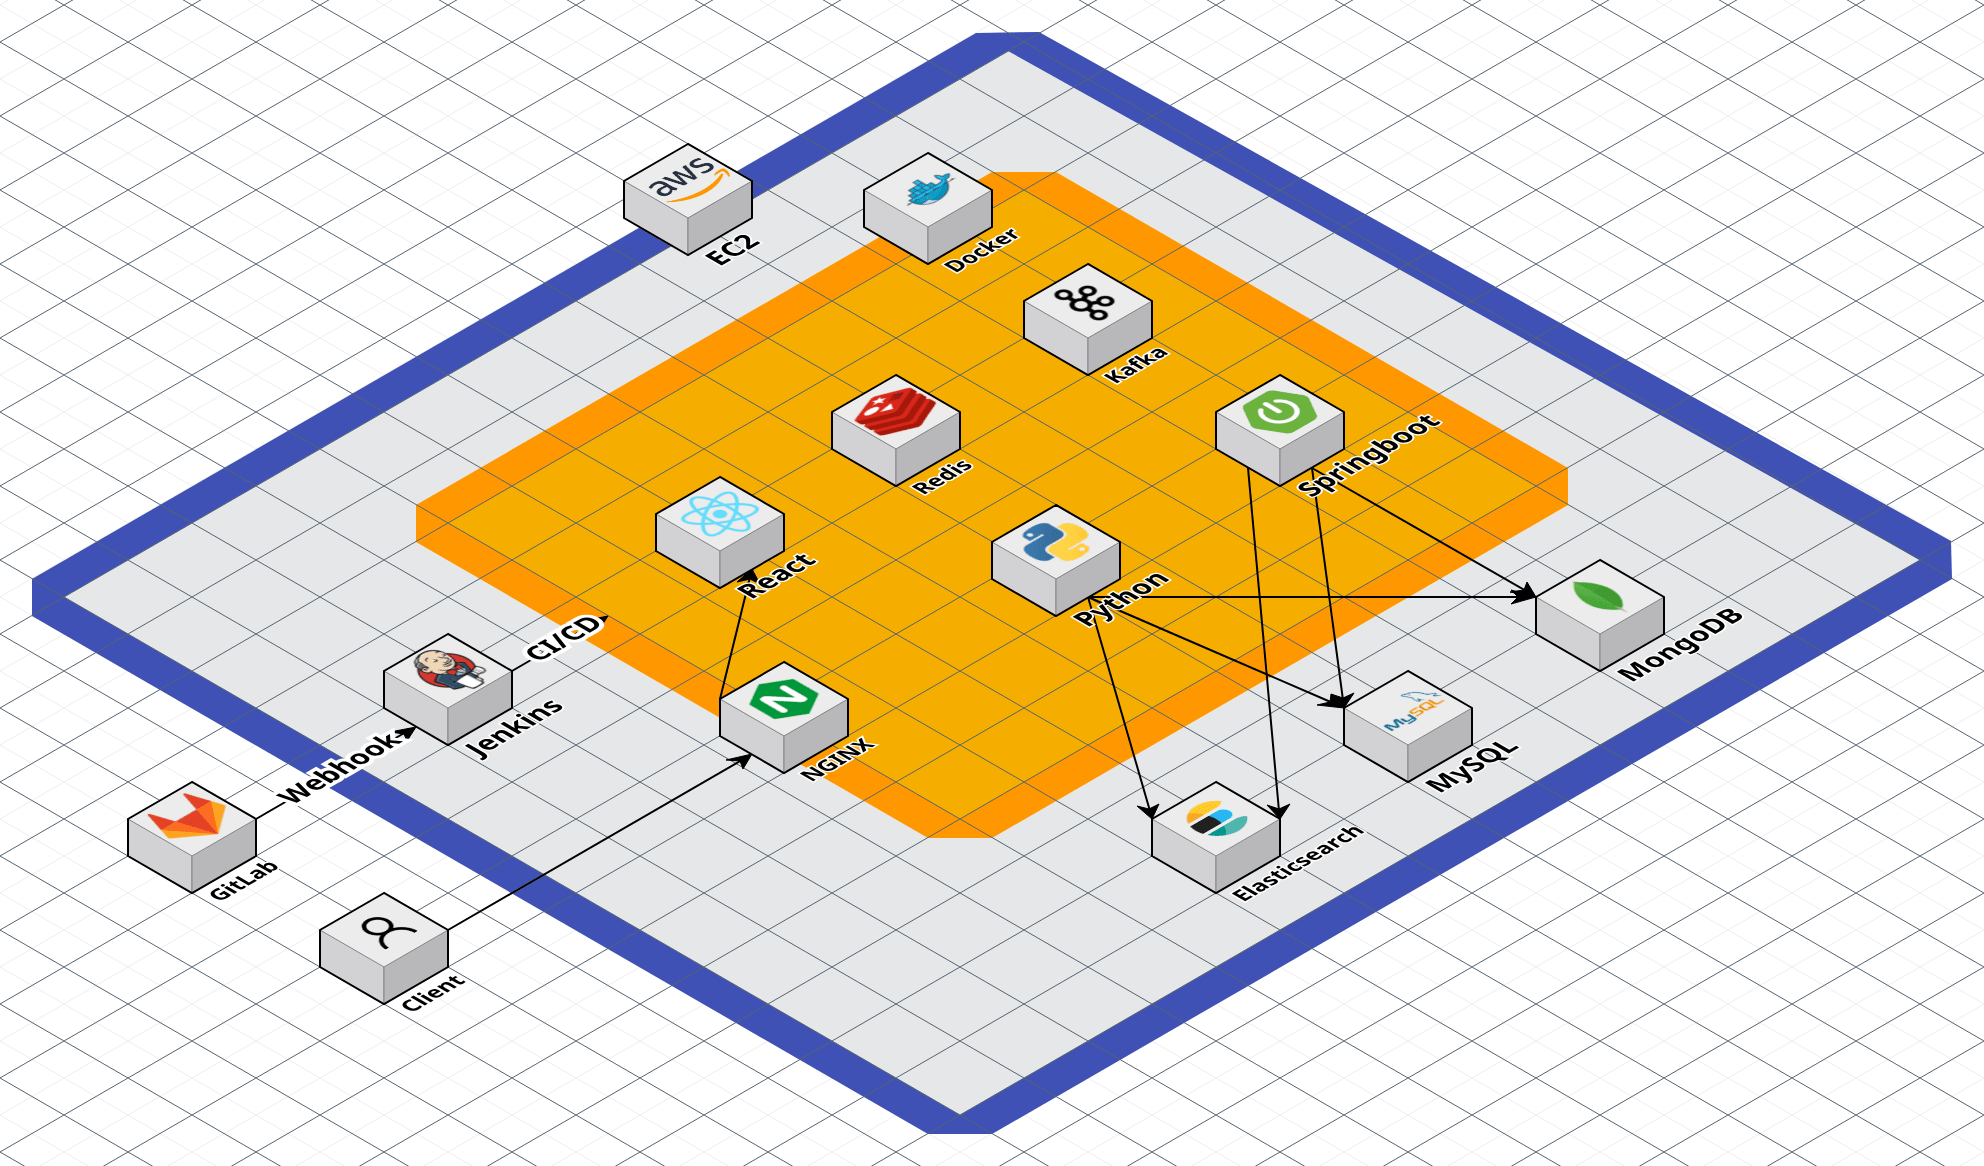 aws
EC2
Docker
Kafka
Redis
Springboot
React
Python
CI/CD
Jenkins
Webhook
NGINX
MongoDB
MySQL
MySQL
GitLab
Elasticsearch
Client